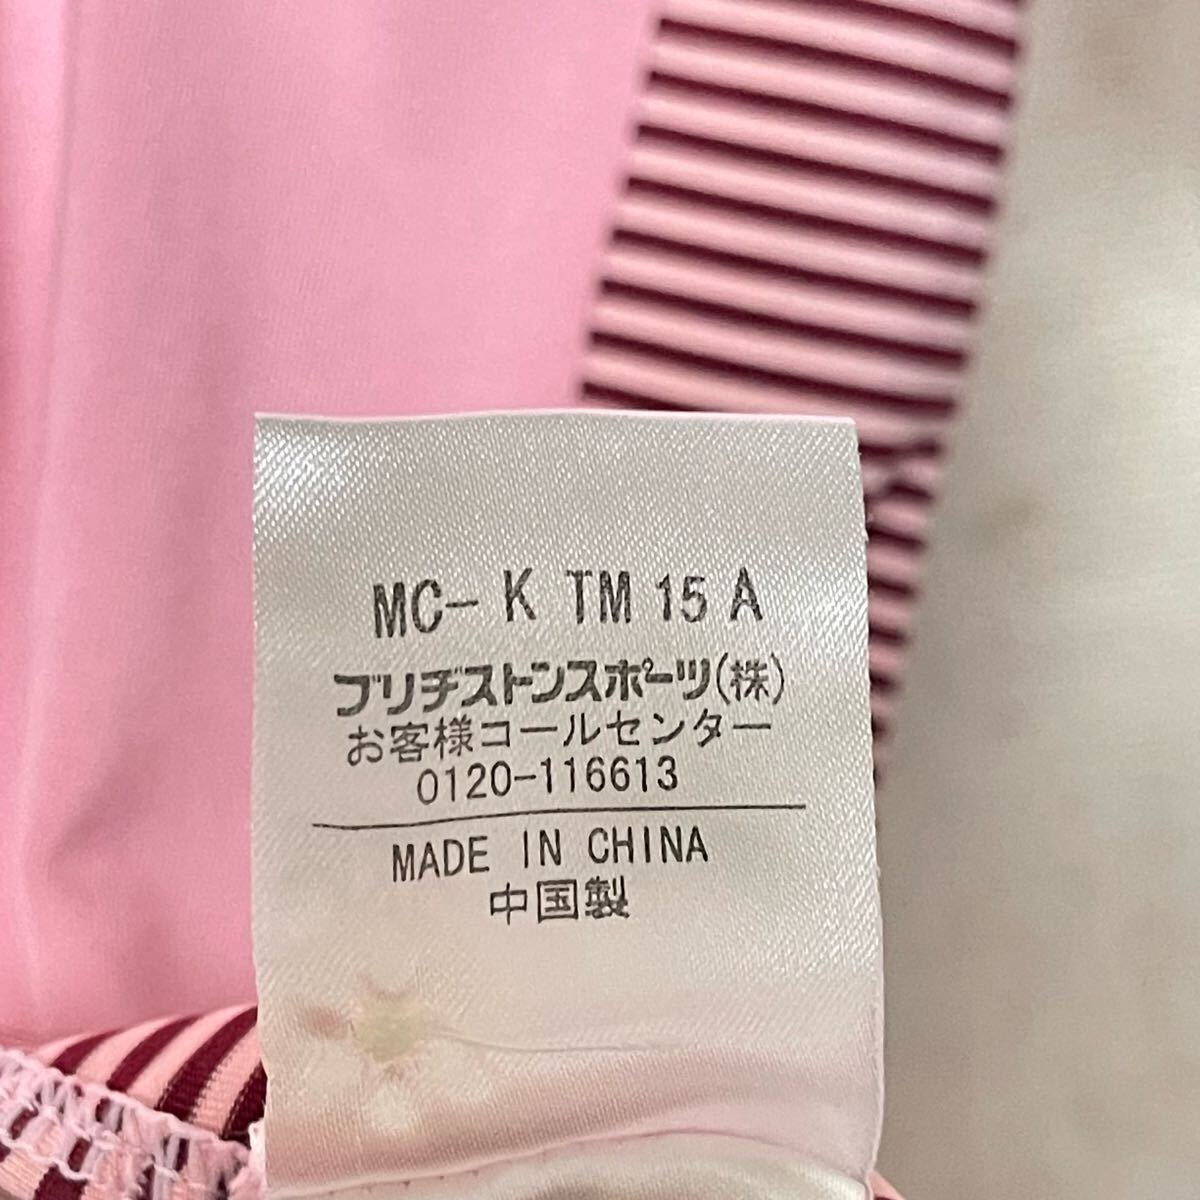 MC- K TM 15 A
ブリヂストンスポーツ(株)
お客様コールセンター
0120-116613
MADE IN CHINA
中国製